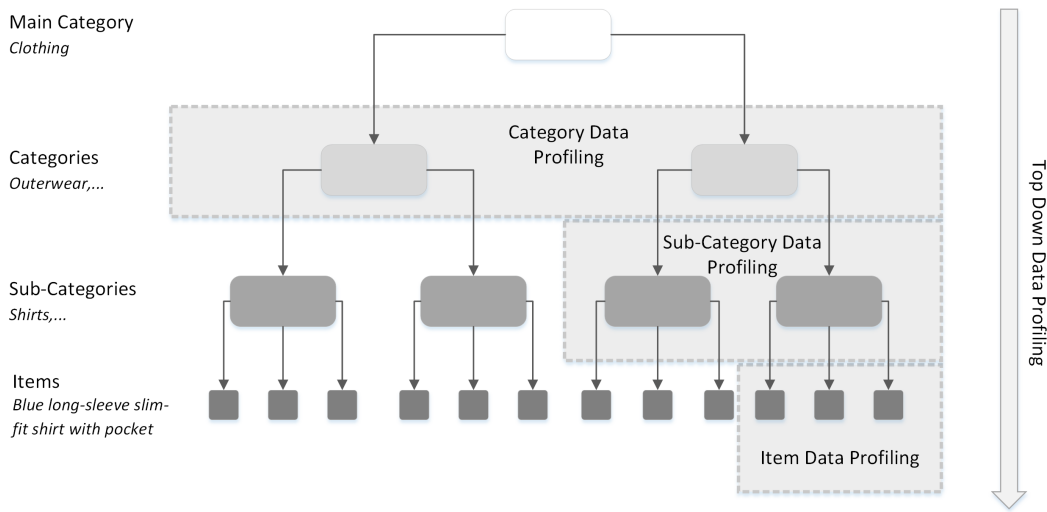 Main Category
Clothing
Category Data
Profiling
Categories
Outerwear,...
Sub-Category Data
Profiling
Sub-Categories
Shirts,...
Items
Blue long-sleeve slim-
fit shirt with pocket
Item Data Profiling
Top Down Data Profiling